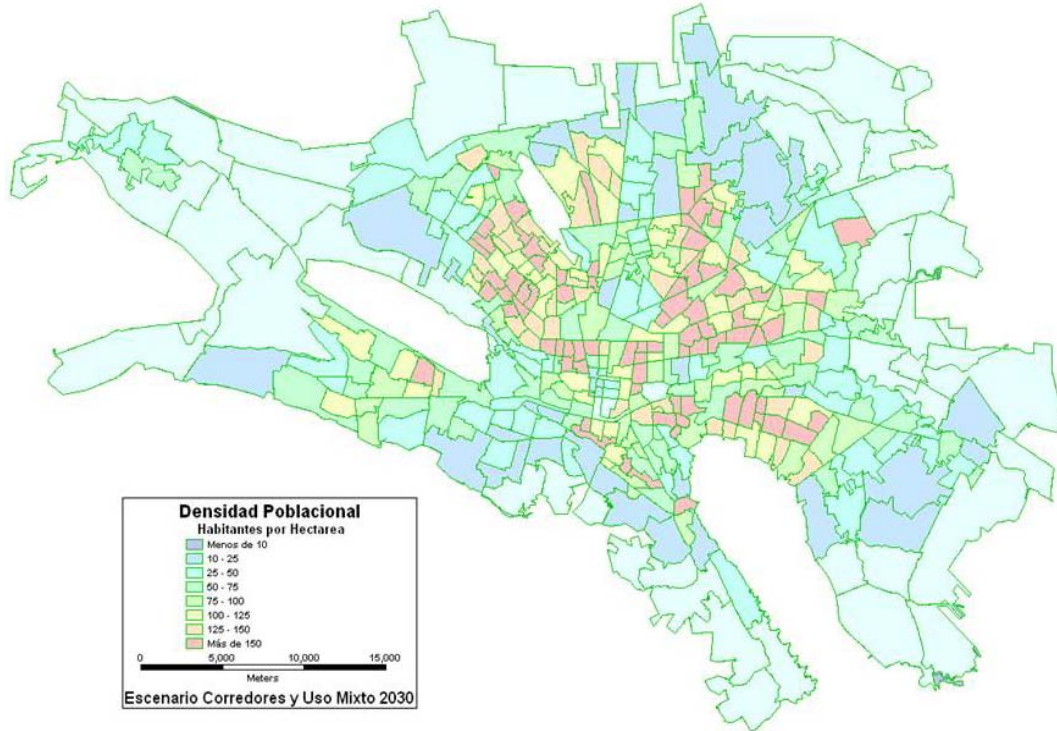 Densidad Poblacional
Habitantes por Hectarea
Menos de 10
10 - 25
25 - 50
50 - 75
75 - 100
100 - 125
125 - 150
Más de 150
0 5,000 10,000 15,000
Meters
Escenario Corredores y Uso Mixto 2030